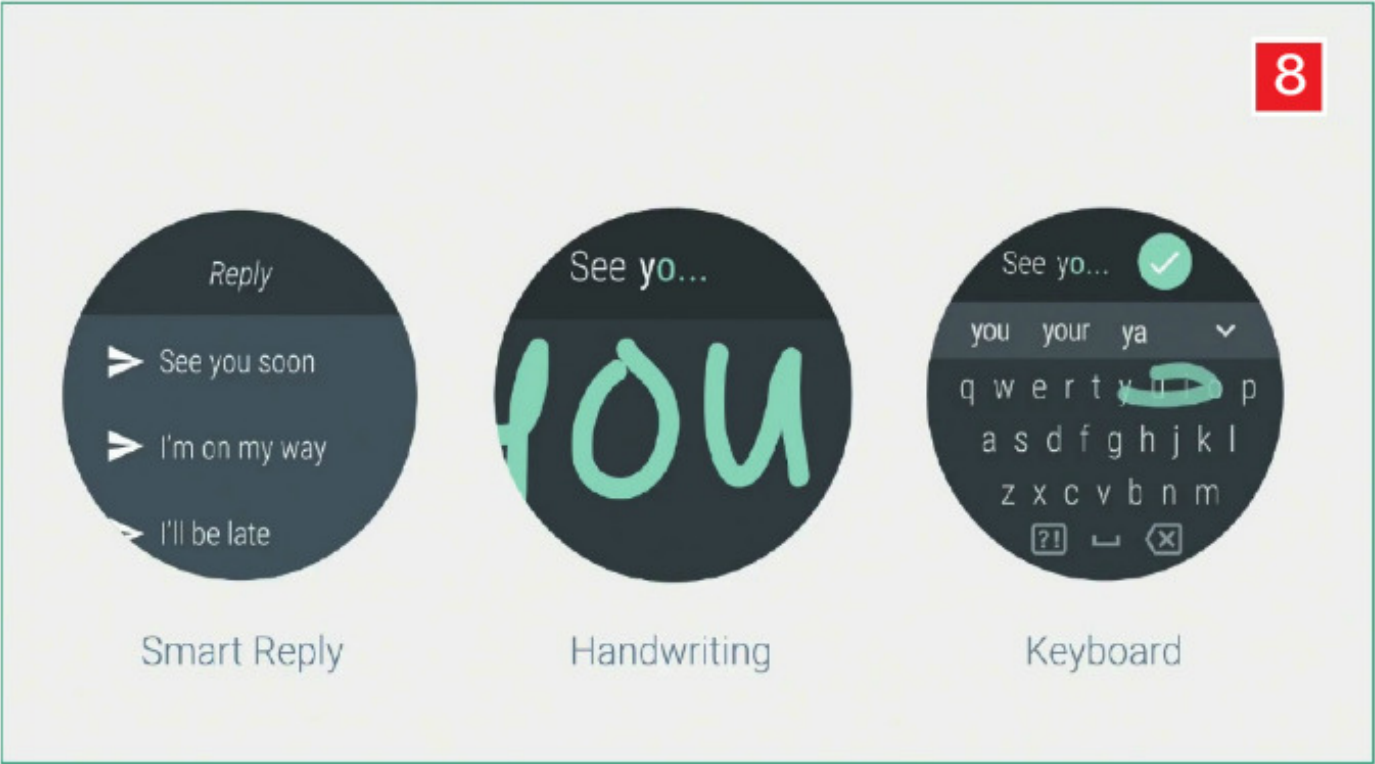 8
Reply
See you soon
I'm on my way
I'll be late
Smart Reply
See yo...
you
Handwriting
See yo...
you your ya
q w e r t y u i o p
a s d f g h j k l
z x c v b n m
?!
Keyboard